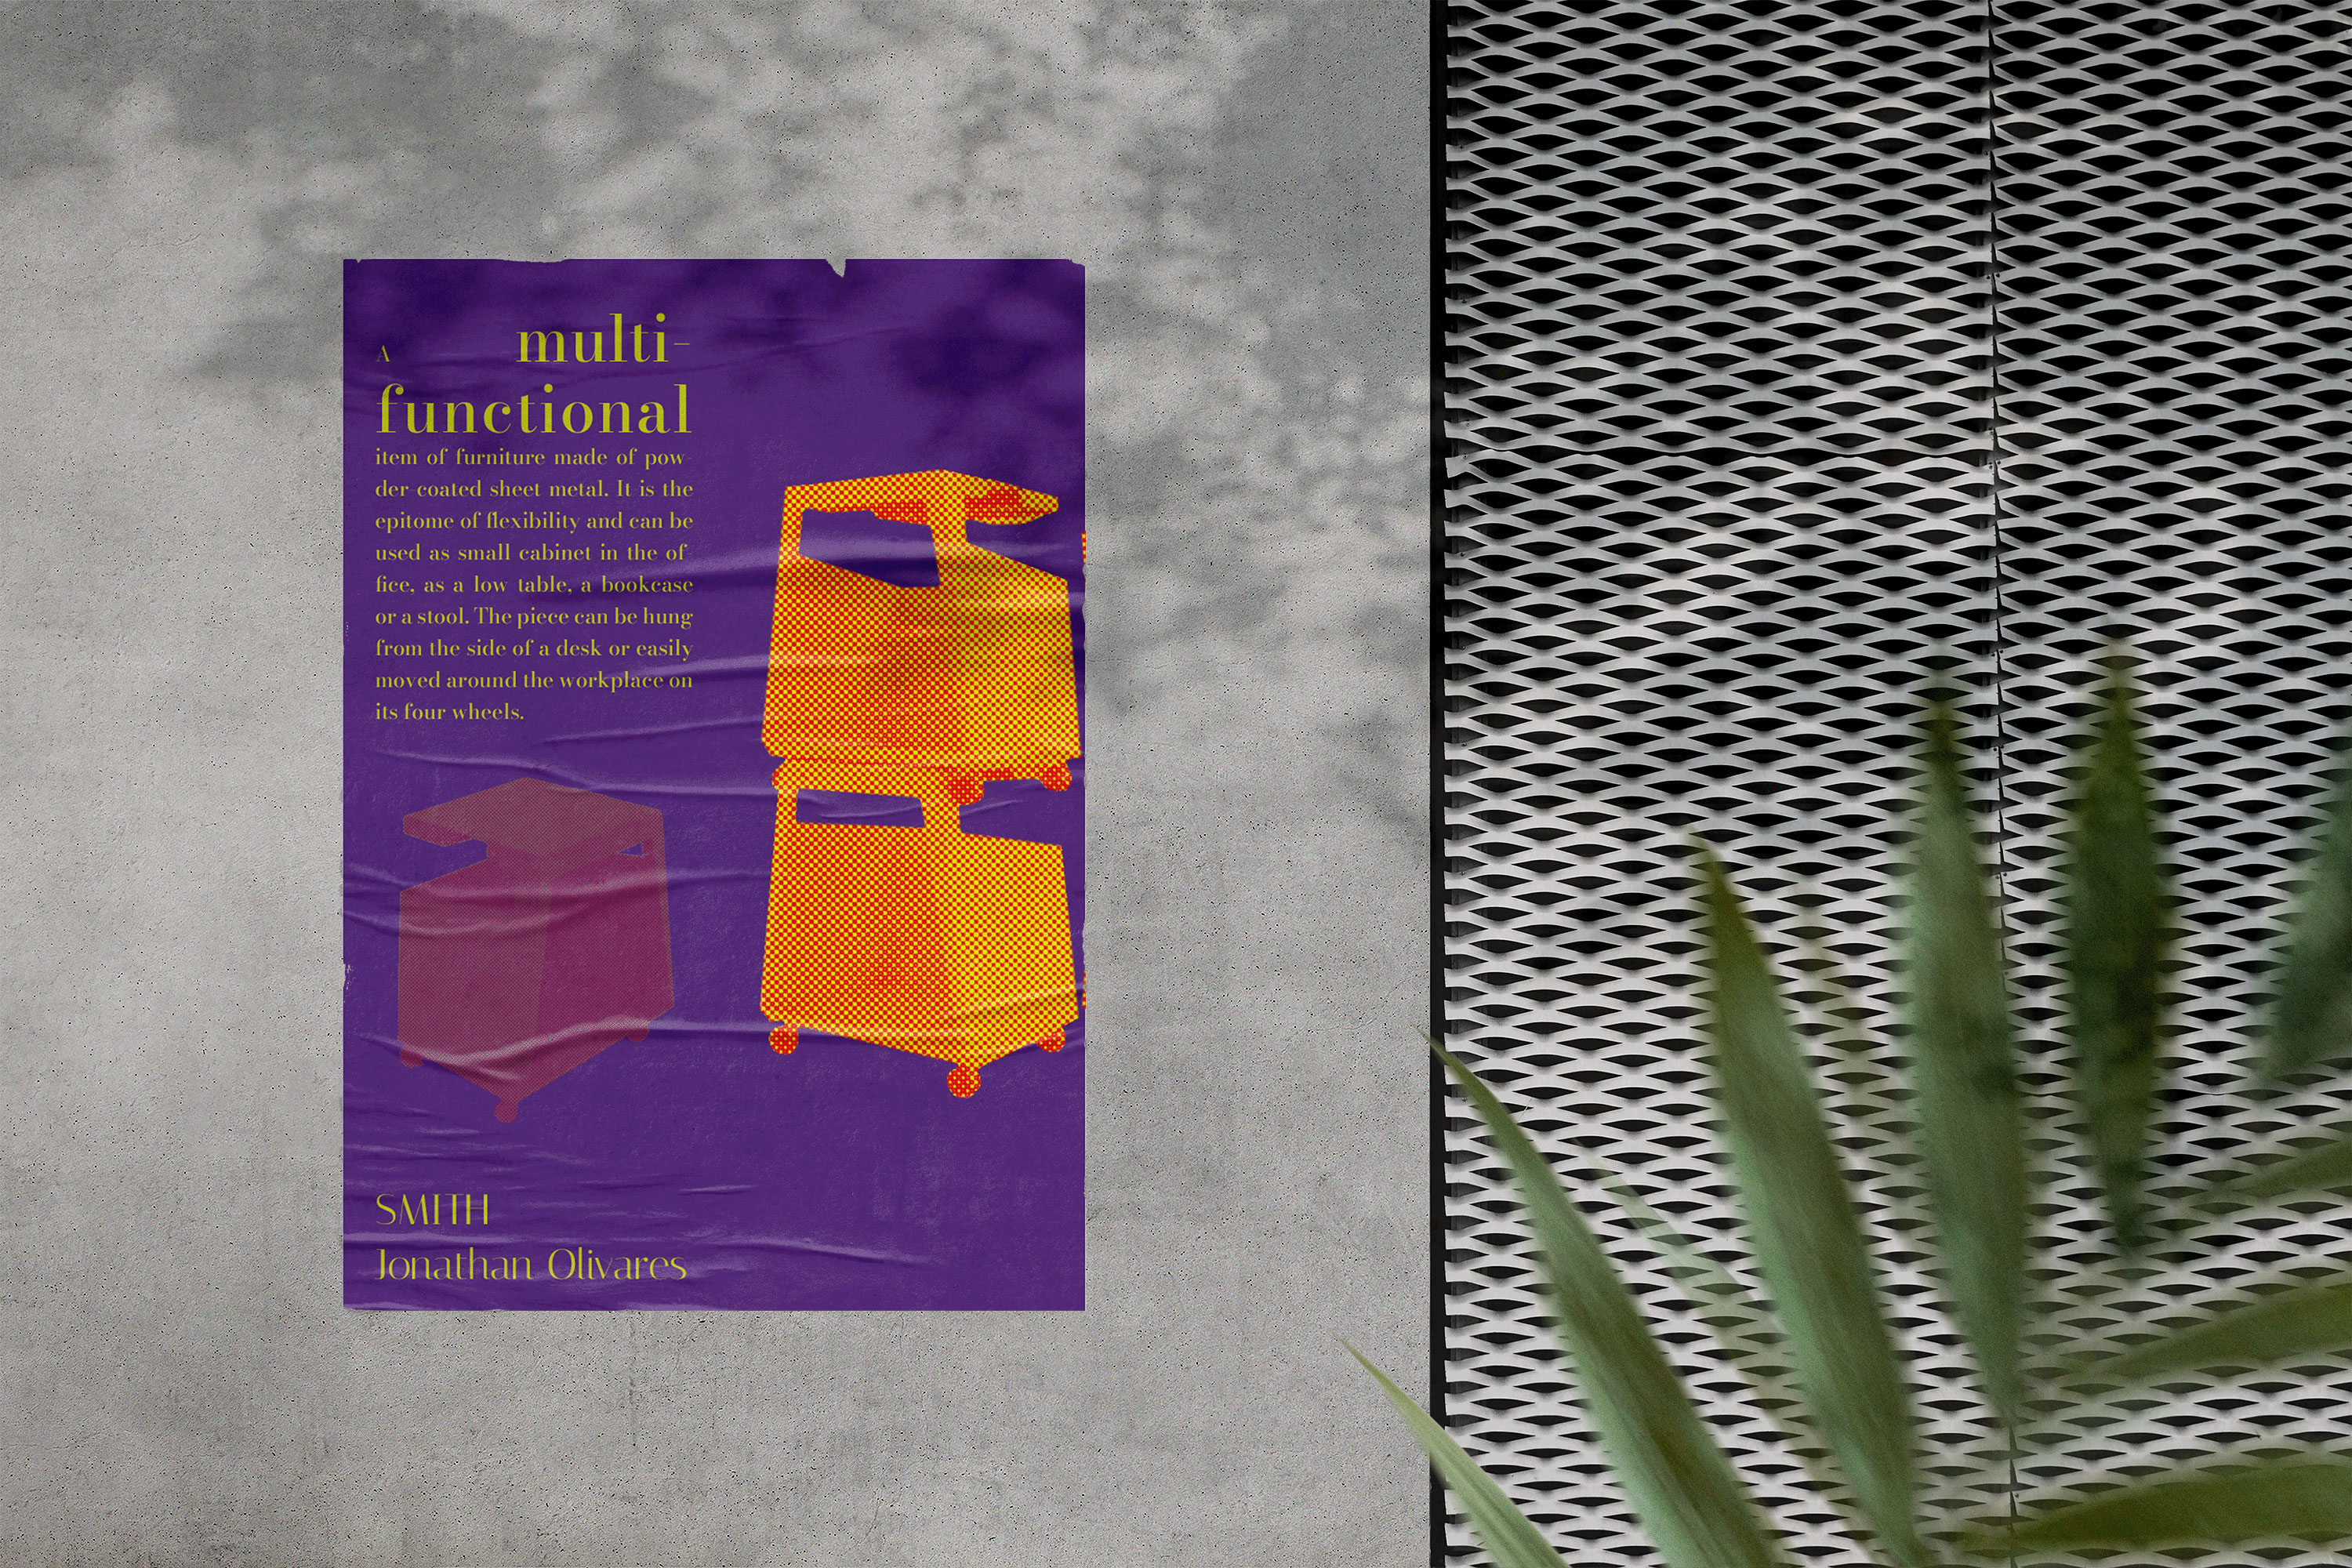 A multi-
functional
item of furniture made of pow-
der-coated sheet metal. It is the
epitome of flexibility and can be
used as small cabinet in the of-
fice, as a low table, a bookcase
or a stool. The piece can be hung
from the side of a desk or easily
moved around the workplace on
its four wheels.
SMITH
Jonathan Olivares